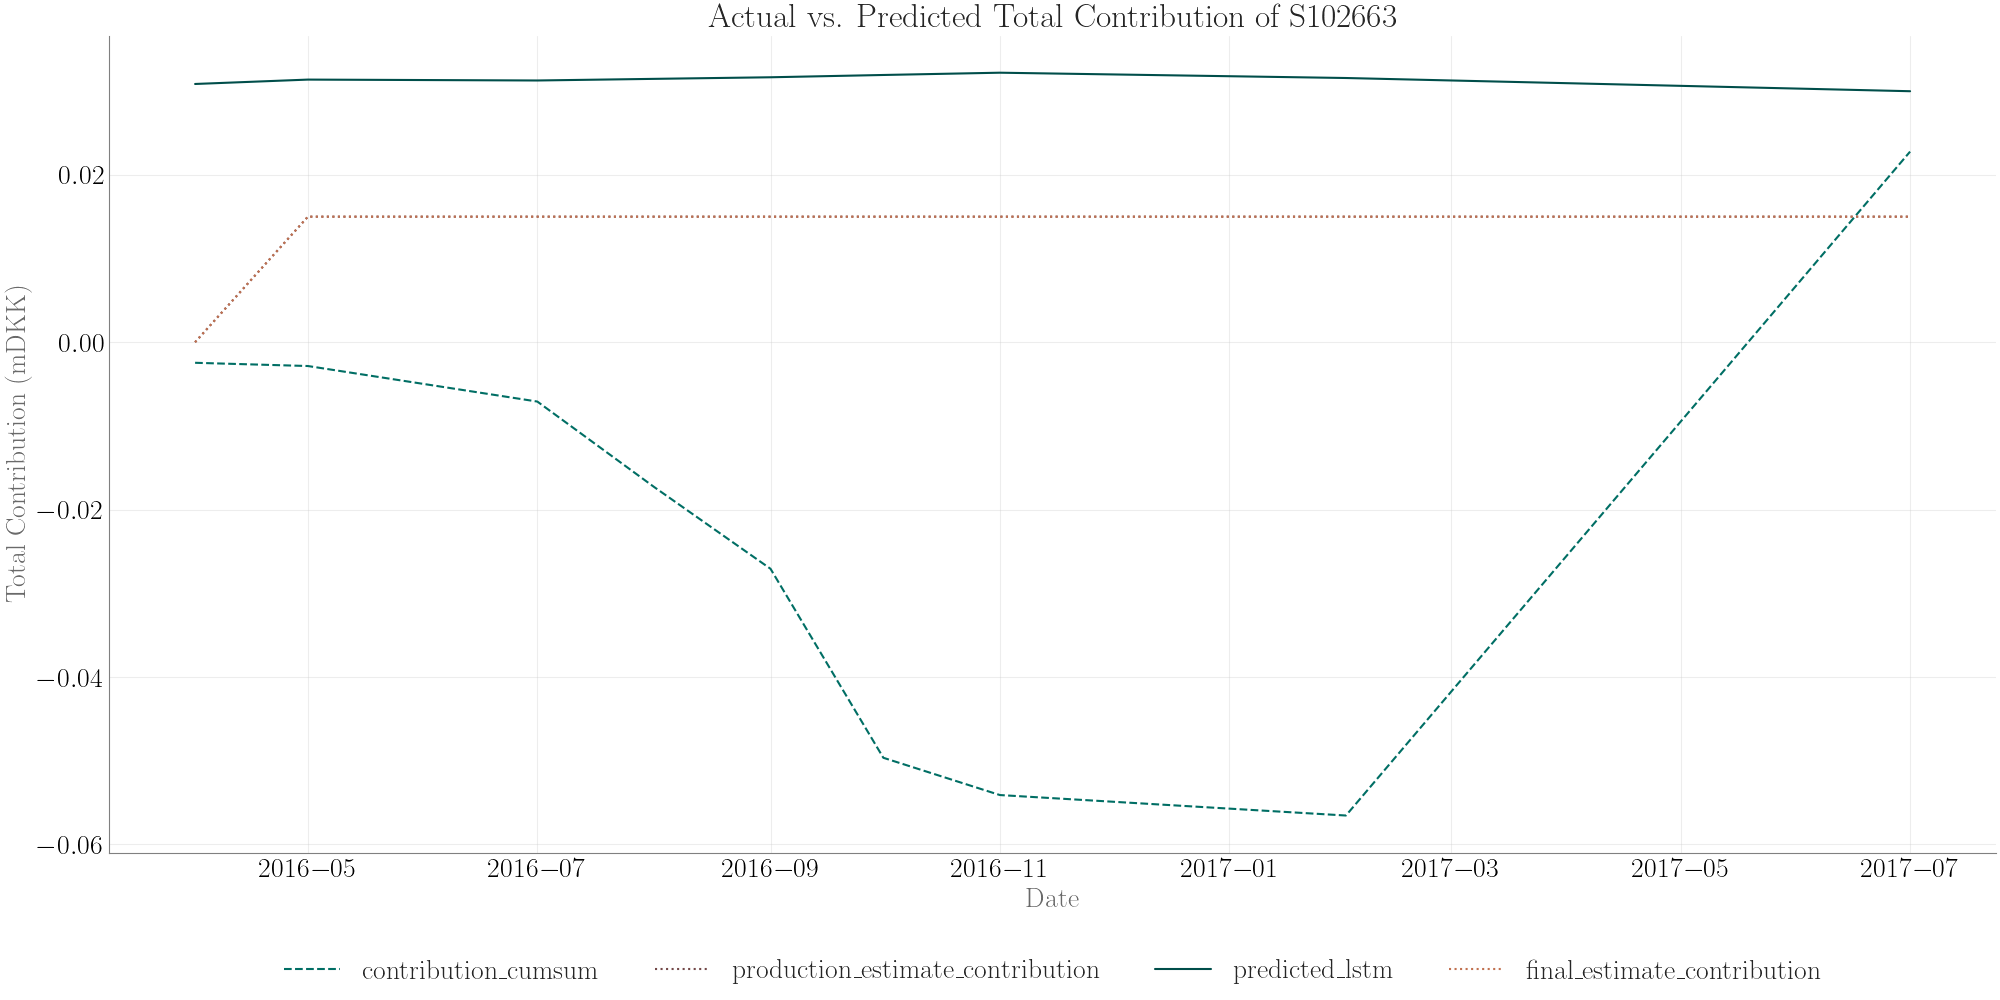 Actual vs. Predicted Total Contribution of S102663
Total Contribution (mDKK)
0.02
0.00
−0.02
−0.04
−0.06
2016−05 2016−07 2016−09 2016−11 2017−01 2017−03 2017−05 2017−07
Date
contribution_cumsum production_estimate_contribution predicted_lstm final_estimate_contribution